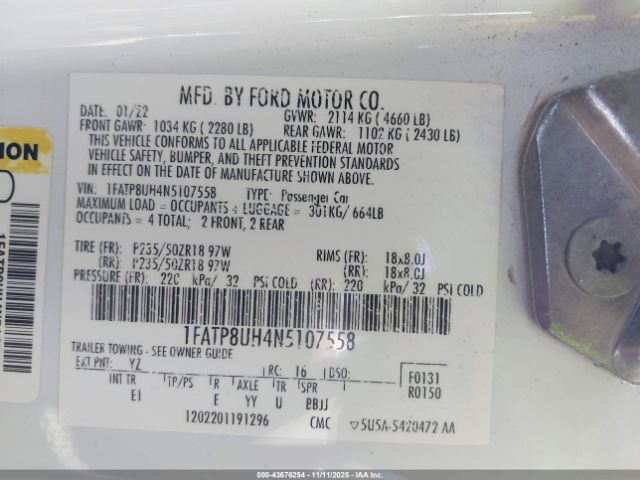 MFD. BY FORD MOTOR CO.
DATE: 01/22 GVWR: 2114 KG ( 4660 LB)
FRONT GAWR: 1034 KG ( 2280 LB) REAR GAWR: 1102 KG ( 2430 LB)
THIS VEHICLE CONFORMS TO ALL APPLICABLE FEDERAL MOTOR
VEHICLE SAFETY, BUMPER, AND THEFT PREVENTION STANDARDS
IN EFFECT ON THE DATE OF MANUFACTURE SHOWN ABOVE.
VIN: 1FATP8UH4N5107558 TYPE: Passenger Car
MAXIMUM LOAD = OCCUPANTS + LUGGAGE = 301KG/ 664LB
OCCUPANTS = 4 TOTAL; 2 FRONT, 2 REAR
TIRE (FR): P235/50ZR18 97W RIMS (FR): 18x8.0J
(RR): P235/50ZR18 97W (RR): 18x8.0J
PRESSURE (FR): 220 kPa/ 32 PSI COLD (RR): 220 kPa/ 32 PSI COLD
1FATP8UH4N5107558
TRAILER TOWING - SEE OWNER GUIDE
EXT PNT: YZ RC: 16 DSO: F0131
INT TR TP/PS R AXLE TR SPR R0150
EI E YY U BBJJ
1202201191296 CMC 5U5A-5420472 AA
ION
© 1-888-43676254 - 11/11/2025 - IAAI.COM